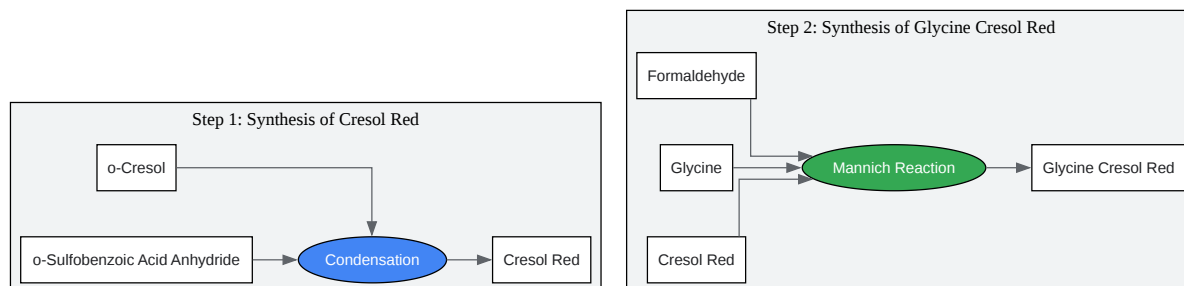 Step 1: Synthesis of Cresol Red
o-Cresol
o-Sulfobenzoic Acid Anhydride
Condensation
Cresol Red
Step 2: Synthesis of Glycine Cresol Red
Formaldehyde
Glycine
Mannich Reaction
Glycine Cresol Red
Cresol Red